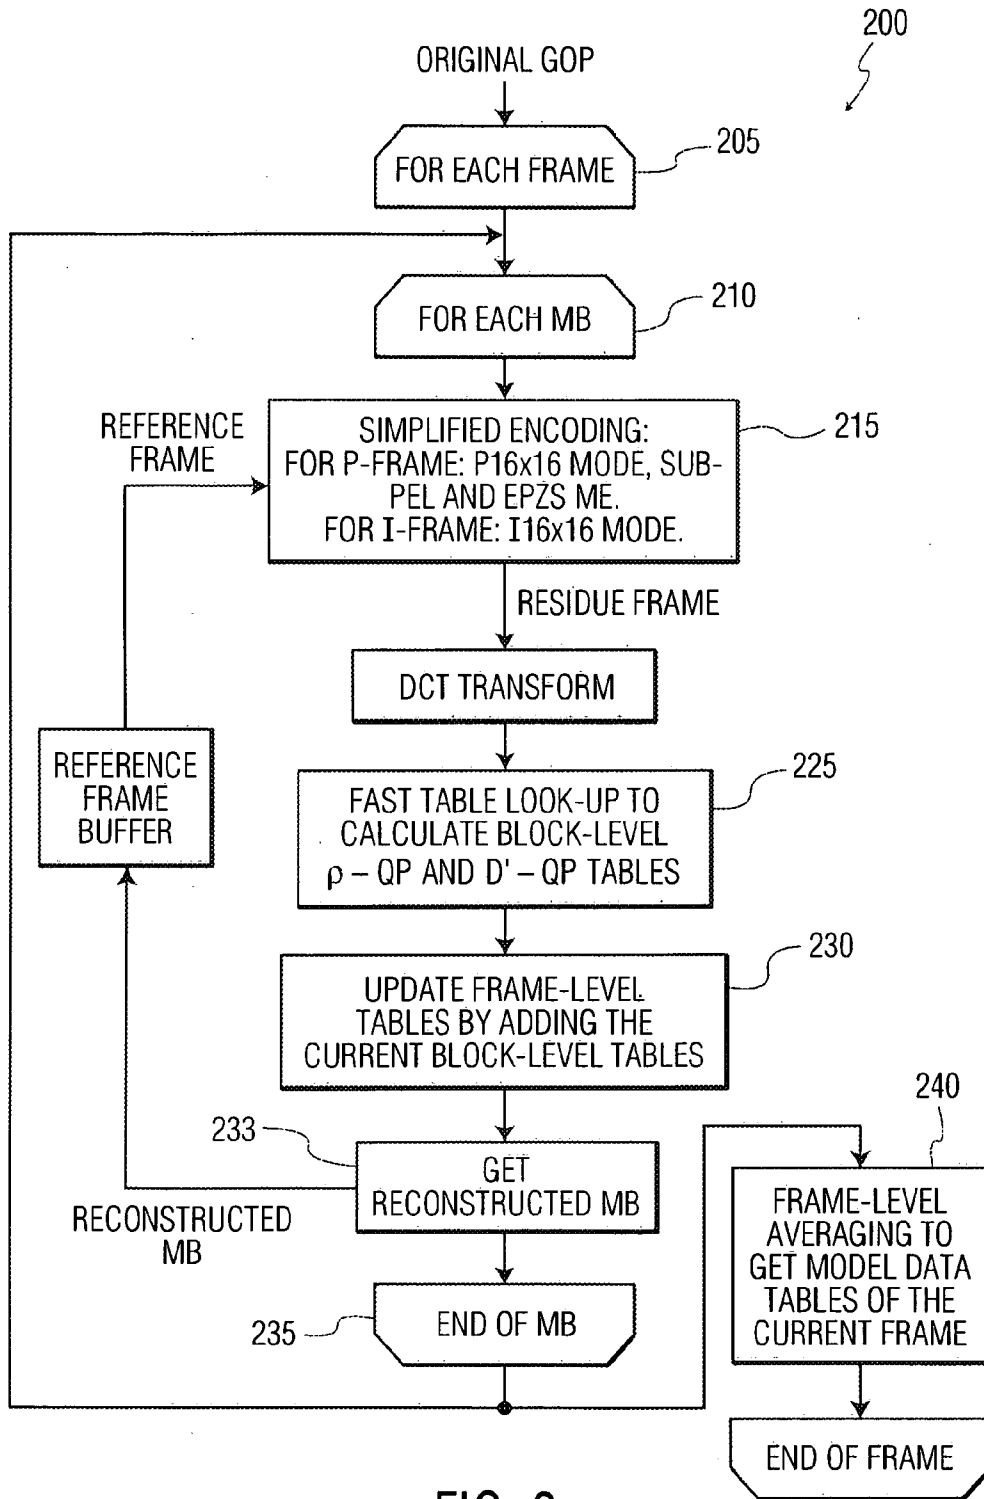 200
ORIGINAL GOP
FOR EACH FRAME
205
FOR EACH MB
210
REFERENCE
FRAME
SIMPLIFIED ENCODING:
FOR P-FRAME: P16x16 MODE, SUB-
PEL AND EPZS ME.
FOR I-FRAME: I16x16 MODE.
215
RESIDUE FRAME
DCT TRANSFORM
REFERENCE
FRAME
BUFFER
FAST TABLE LOOK-UP TO
CALCULATE BLOCK-LEVEL
ρ – QP AND D' – QP TABLES
225
UPDATE FRAME-LEVEL
TABLES BY ADDING THE
CURRENT BLOCK-LEVEL TABLES
230
233
GET
RECONSTRUCTED MB
RECONSTRUCTED
MB
END OF MB
235
240
FRAME-LEVEL
AVERAGING TO
GET MODEL DATA
TABLES OF THE
CURRENT FRAME
END OF FRAME